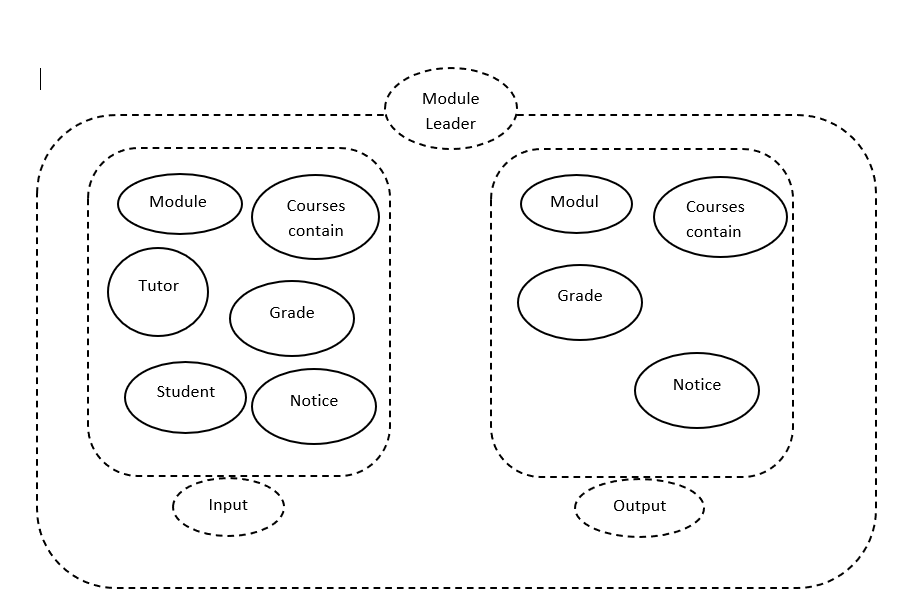 Module
Leader
Module
Courses
contain
Tutor
Grade
Student
Notice
Input
Modul
Courses
contain
Grade
Notice
Output